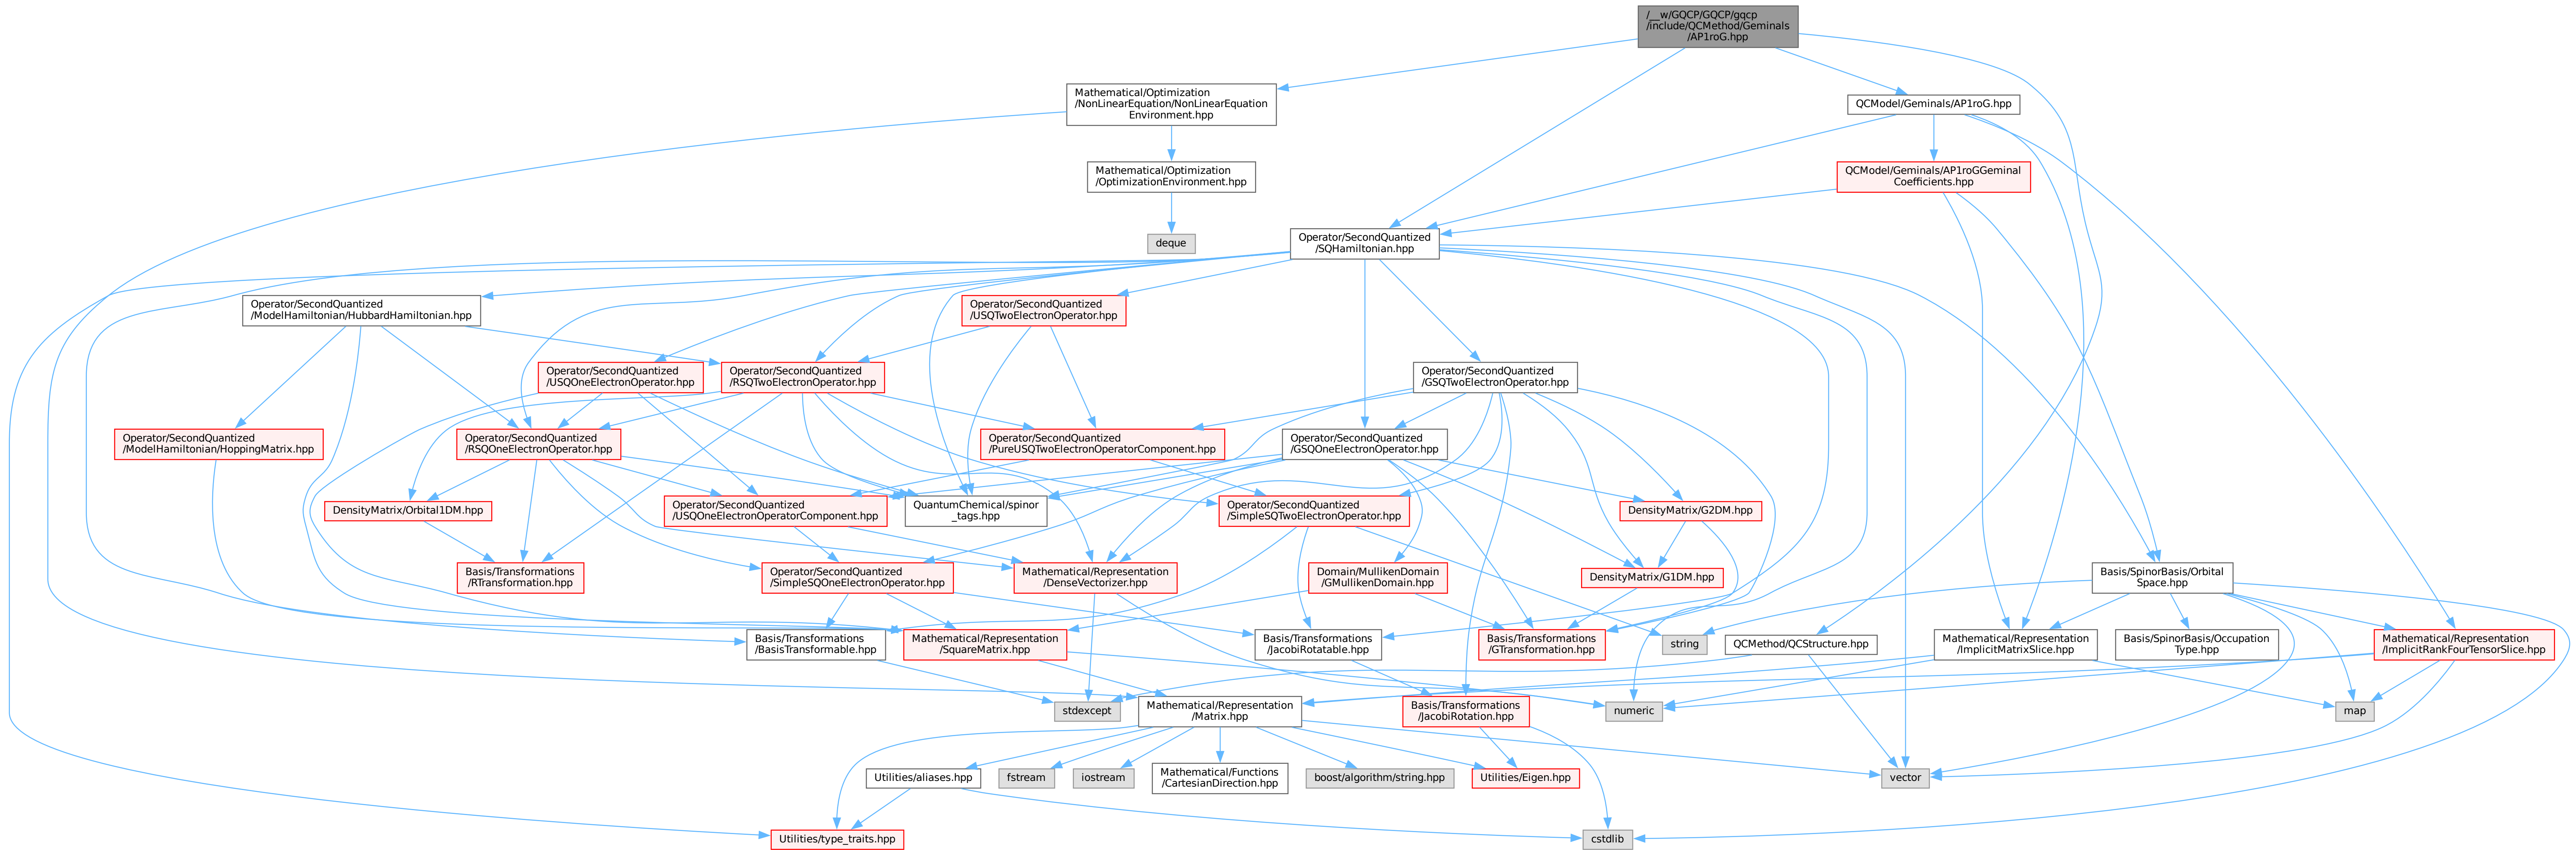 /__w/GQCP/GQCP/gqcp
/include/QCMethod/Geminals
/AP1roG.hpp
Mathematical/Optimization
/NonLinearEquation/NonLinearEquation
Environment.hpp
QCModel/Geminals/AP1roG.hpp
Mathematical/Optimization
/OptimizationEnvironment.hpp
QCModel/Geminals/AP1roGGeminal
Coefficients.hpp
deque
Operator/SecondQuantized
/SQHamiltonian.hpp
Operator/SecondQuantized
/ModelHamiltonian/HubbardHamiltonian.hpp
Operator/SecondQuantized
/USQTwoElectronOperator.hpp
Operator/SecondQuantized
/USQOneElectronOperator.hpp
Operator/SecondQuantized
/RSQTwoElectronOperator.hpp
Operator/SecondQuantized
/GSQTwoElectronOperator.hpp
Operator/SecondQuantized
/ModelHamiltonian/HoppingMatrix.hpp
Operator/SecondQuantized
/RSQOneElectronOperator.hpp
Operator/SecondQuantized
/PureUSQTwoElectronOperatorComponent.hpp
Operator/SecondQuantized
/GSQOneElectronOperator.hpp
DensityMatrix/Orbital1DM.hpp
Operator/SecondQuantized
/USQOneElectronOperatorComponent.hpp
QuantumChemical/spinor
_tags.hpp
Operator/SecondQuantized
/SimpleSQTwoElectronOperator.hpp
DensityMatrix/G2DM.hpp
Basis/Transformations
/RTransformation.hpp
Operator/SecondQuantized
/SimpleSQOneElectronOperator.hpp
Mathematical/Representation
/DenseVectorizer.hpp
Domain/MullikenDomain
/GMullikenDomain.hpp
DensityMatrix/G1DM.hpp
Basis/SpinorBasis/Orbital
Space.hpp
Basis/Transformations
/BasisTransformable.hpp
Mathematical/Representation
/SquareMatrix.hpp
Basis/Transformations
/JacobiRotatable.hpp
Basis/Transformations
/GTransformation.hpp
string
QCMethod/QCStructure.hpp
Mathematical/Representation
/ImplicitMatrixSlice.hpp
Basis/SpinorBasis/Occupation
Type.hpp
Mathematical/Representation
/ImplicitRankFourTensorSlice.hpp
stdexcept
Mathematical/Representation
/Matrix.hpp
Basis/Transformations
/JacobiRotation.hpp
numeric
map
Utilities/aliases.hpp
fstream
iostream
Mathematical/Functions
/CartesianDirection.hpp
boost/algorithm/string.hpp
Utilities/Eigen.hpp
vector
Utilities/type_traits.hpp
cstdlib